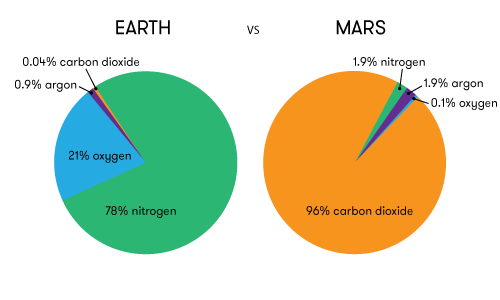 EARTH
vs
MARS
0.04% carbon dioxide
0.9% argon
21% oxygen
78% nitrogen
1.9% nitrogen
1.9% argon
0.1% oxygen
96% carbon dioxide